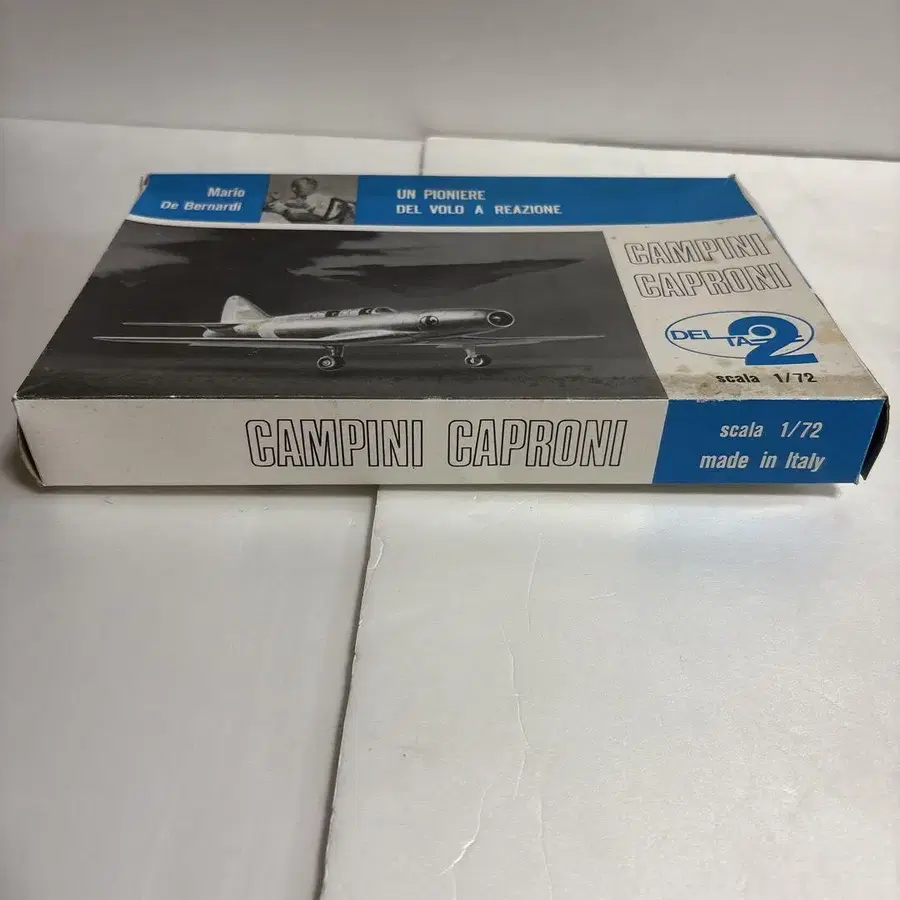 Mario
De Bernardi
UN PIONIERE
DEL VOLO A REAZIONE
CAMPINI
CAPRONI
DELTA 2
scala 1/72
CAMPINI CAPRONI
scala 1/72
made in Italy